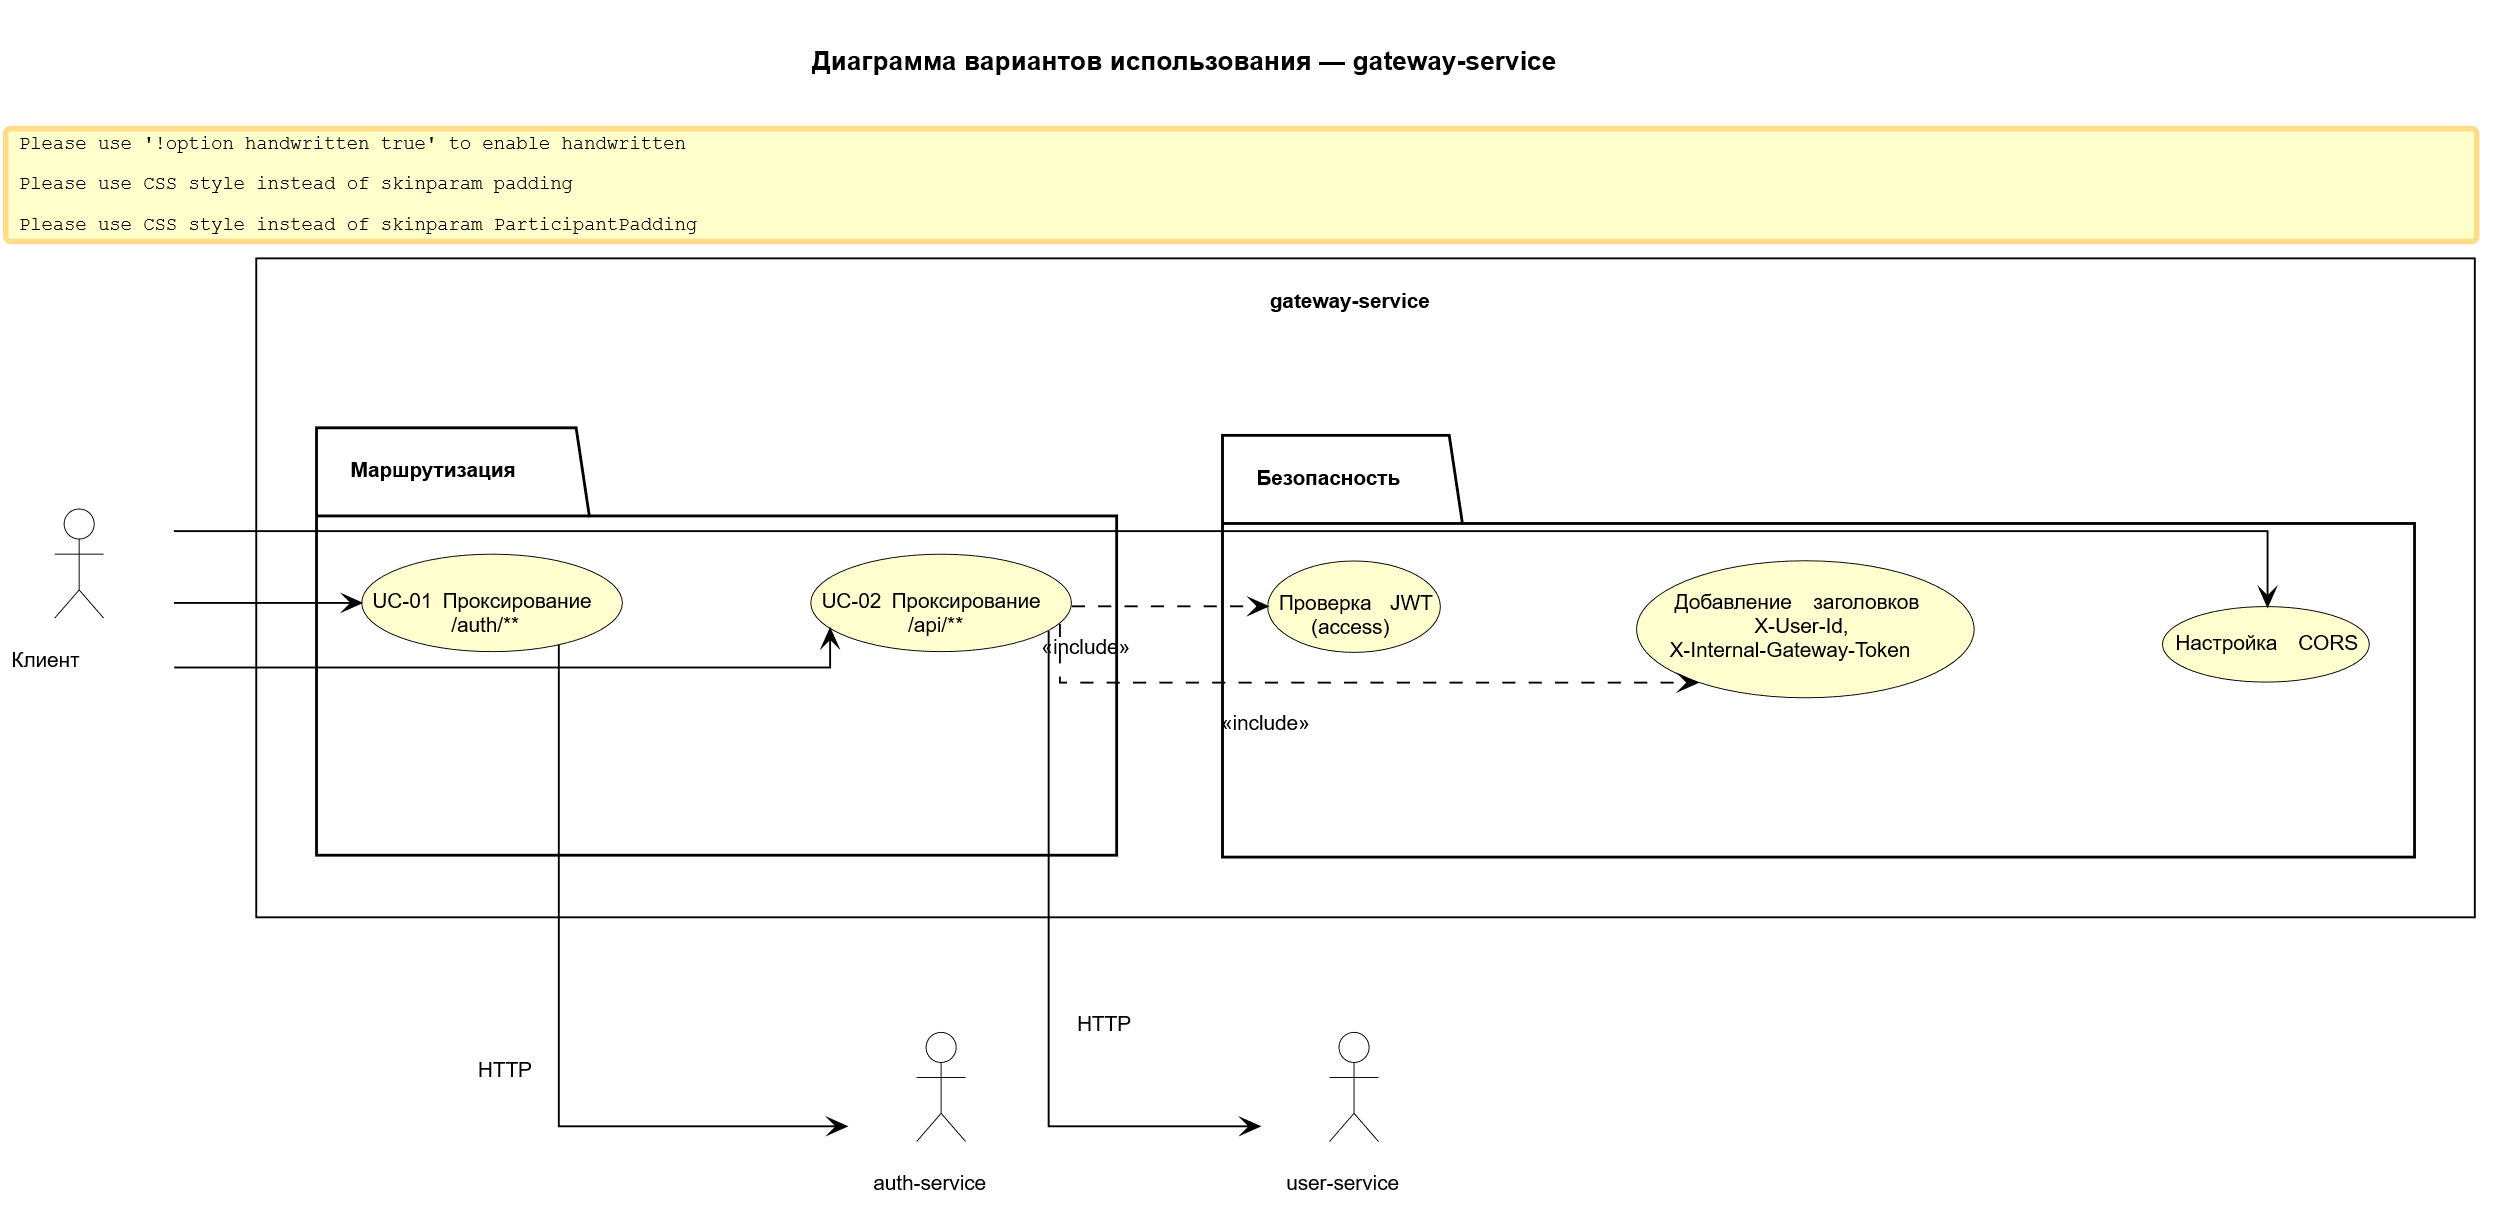 Диаграмма вариантов использования — gateway-service
Please use '!option handwritten true' to enable handwritten
Please use CSS style instead of skinparam padding
Please use CSS style instead of skinparam ParticipantPadding
gateway-service
Маршрутизация
Безопасность
Клиент
UC-01 Проксирование
/auth/**
UC-02 Проксирование
/api/**
«include»
Проверка JWT
(access)
Добавление заголовков
X-User-Id,
X-Internal-Gateway-Token
Настройка CORS
«include»
HTTP
HTTP
auth-service
user-service